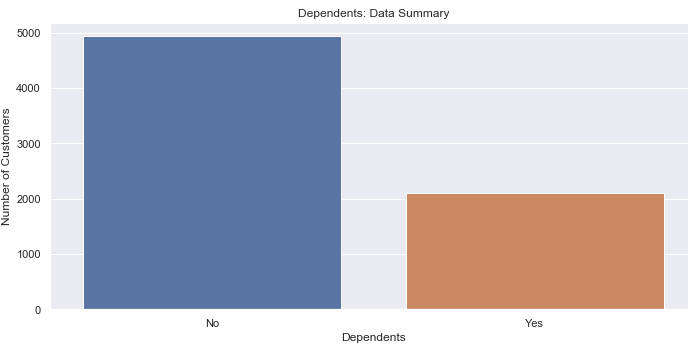 Dependents: Data Summary
5000
4000
3000
2000
1000
0
Number of Customers
No Yes
Dependents